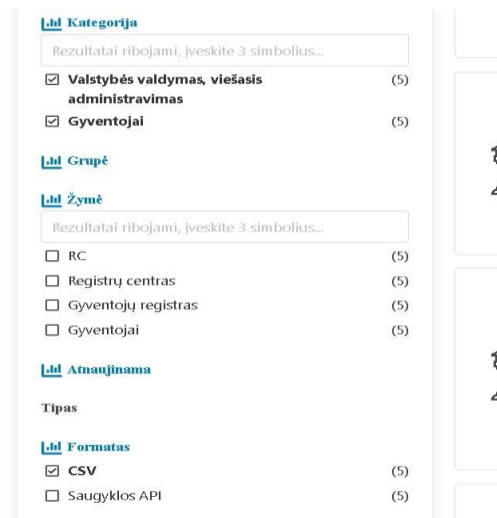 Kategorija
Rezultatai ribojami, įveskite 3 simbolius...
Valstybės valdymas, viešasis (5)
administravimas
Gyventojai (5)
Grupė
Žymė
Rezultatai ribojami, įveskite 3 simbolius...
RC (5)
Registrų centras (5)
Gyventojų registras (5)
Gyventojai (5)
Atnaujinama
Tipas
Formatas
CSV (5)
Saugyklos API (5)